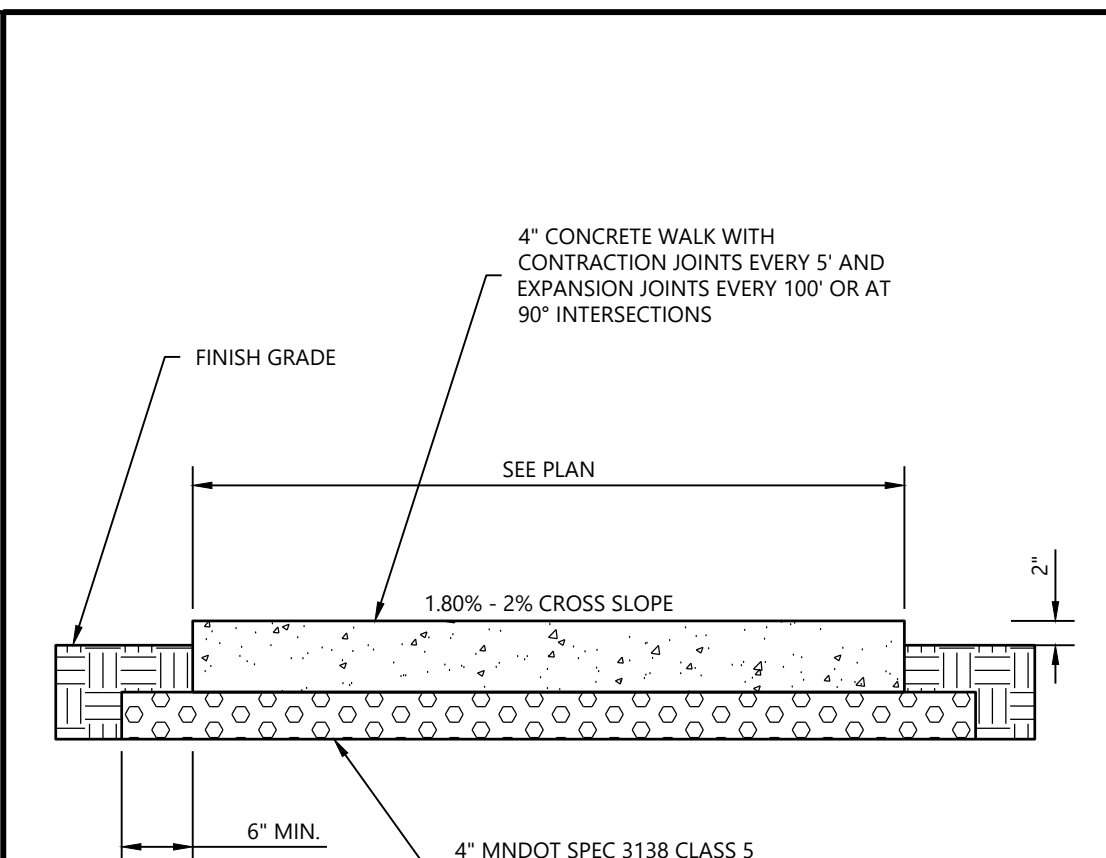 4" CONCRETE WALK WITH
CONTRACTION JOINTS EVERY 5' AND
EXPANSION JOINTS EVERY 100' OR AT
90° INTERSECTIONS
FINISH GRADE
SEE PLAN
2"
1.80% - 2% CROSS SLOPE
6" MIN.
4" MNDOT SPEC 3138 CLASS 5